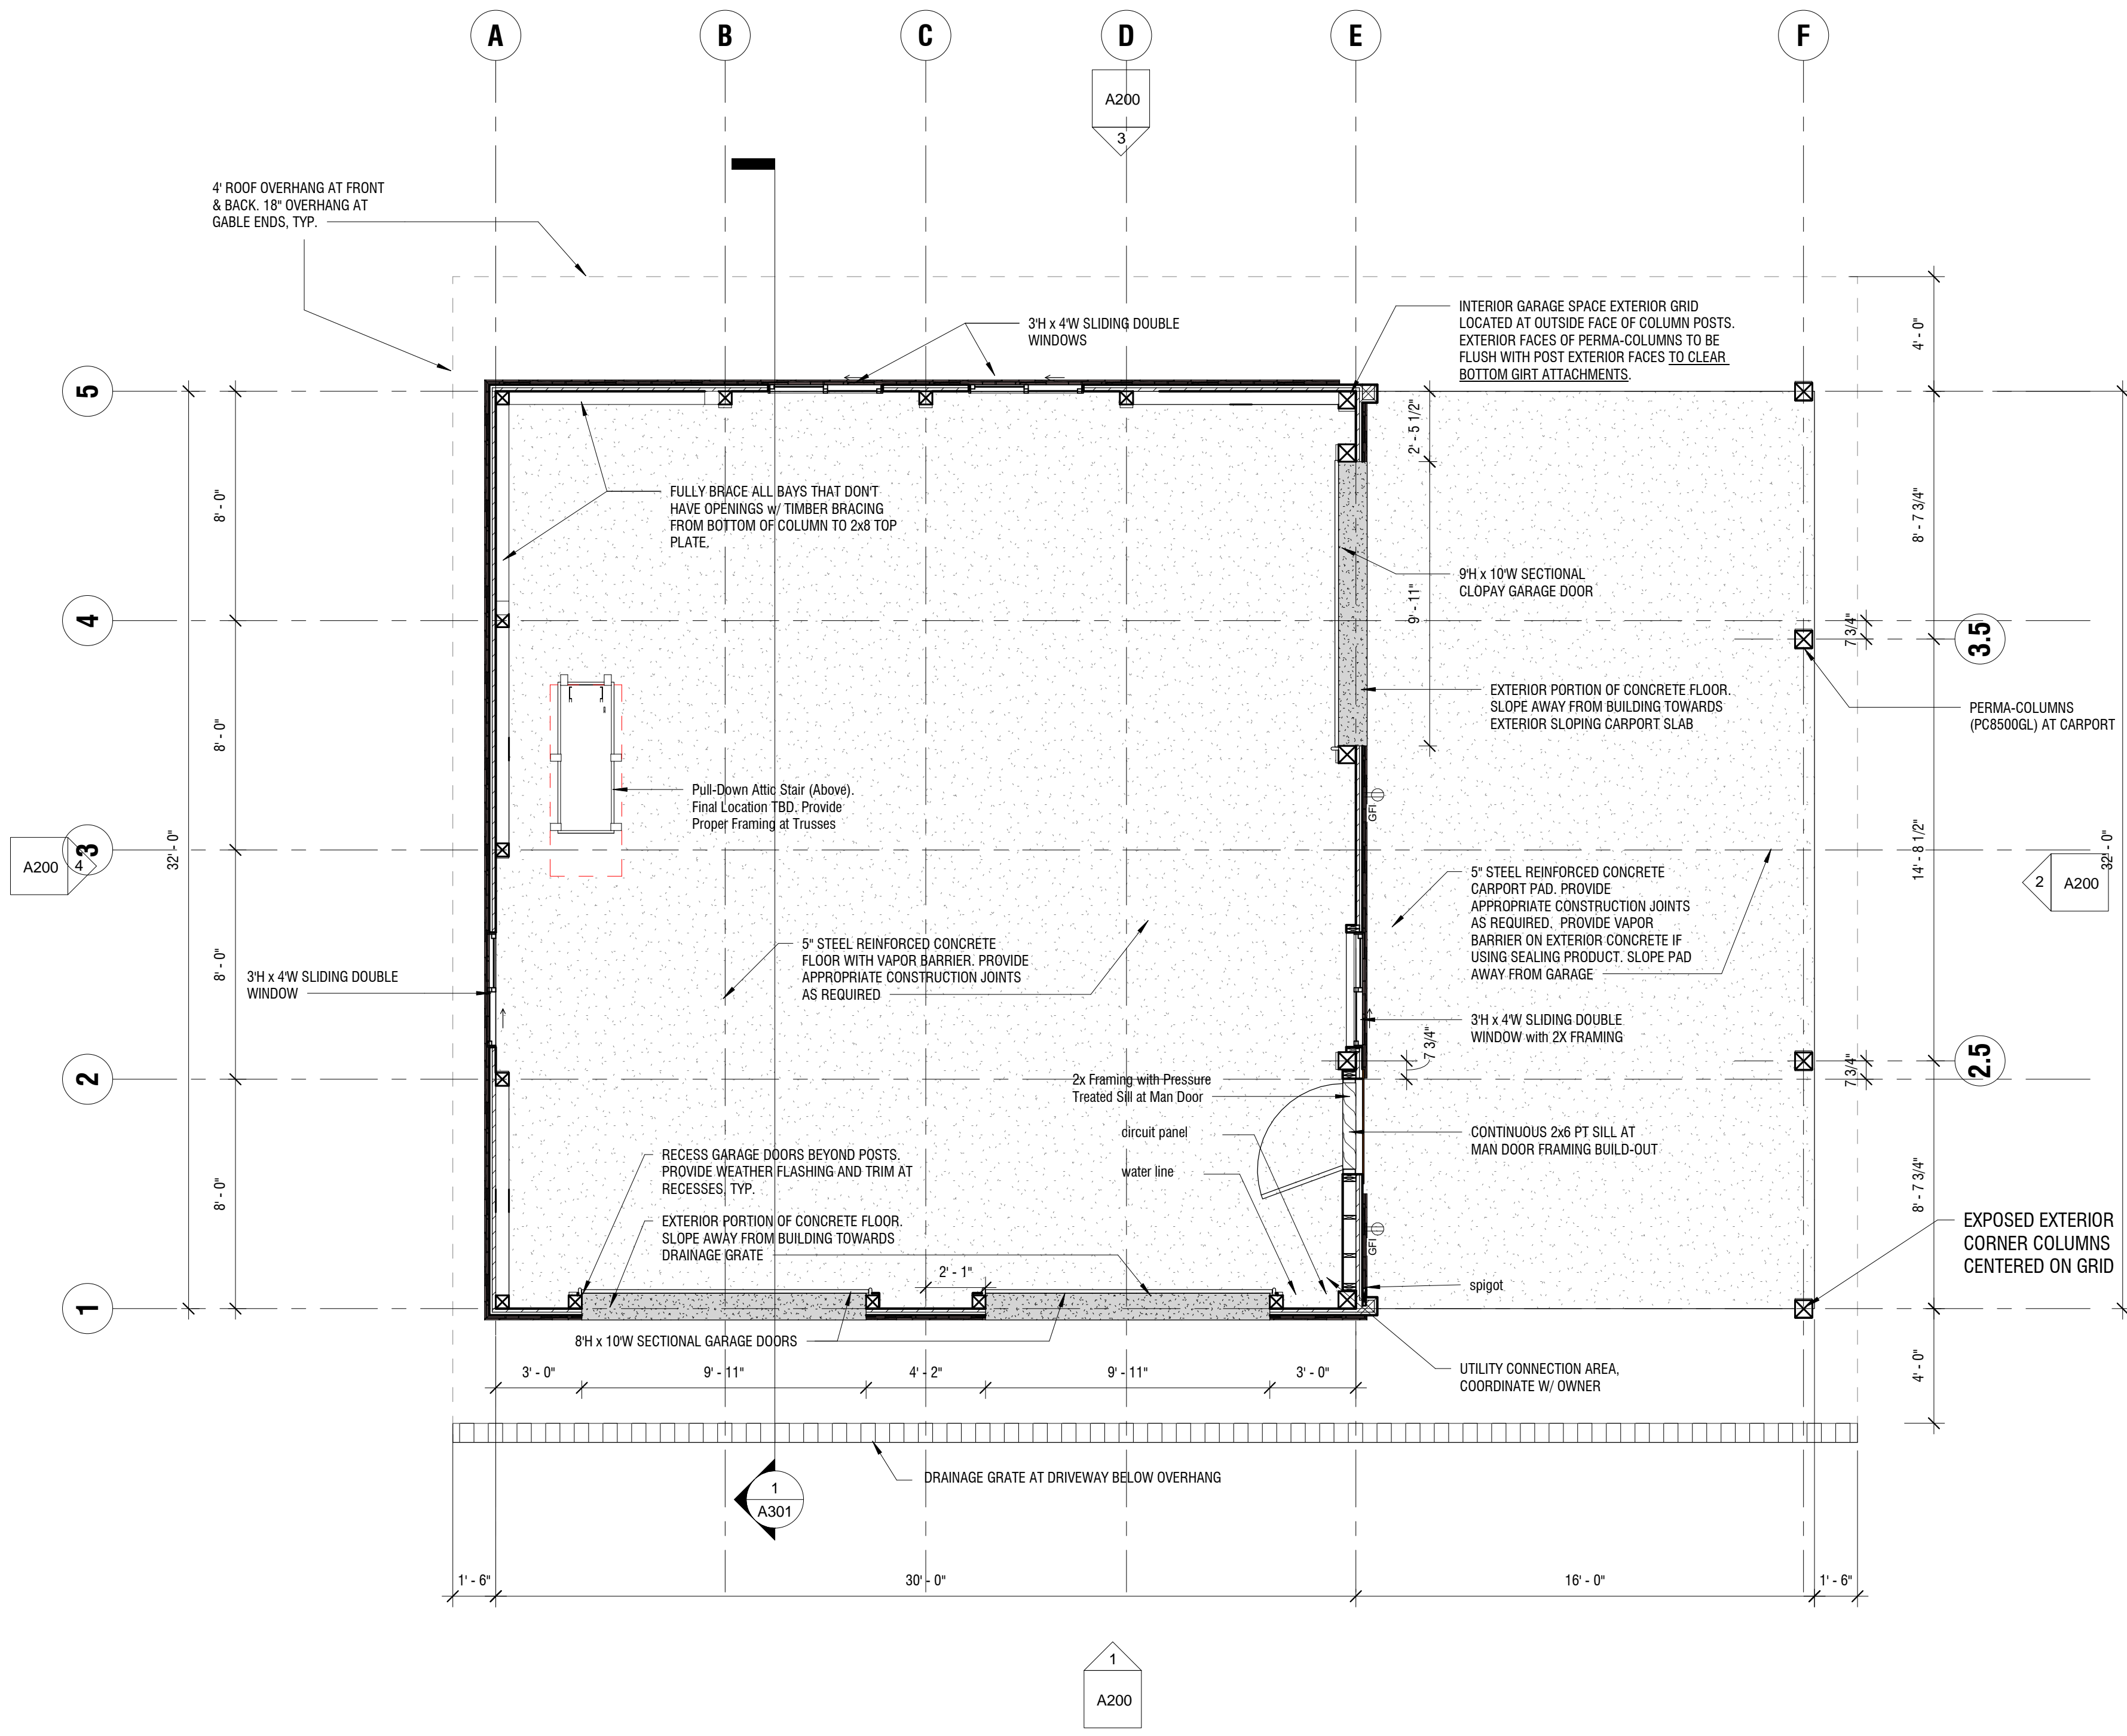 A
B
C
D
E
F
A200
3
4' ROOF OVERHANG AT FRONT
& BACK. 18" OVERHANG AT
GABLE ENDS, TYP.
3'H x 4'W SLIDING DOUBLE
WINDOWS
INTERIOR GARAGE SPACE EXTERIOR GRID
LOCATED AT OUTSIDE FACE OF COLUMN POSTS.
EXTERIOR FACES OF PERMA-COLUMNS TO BE
FLUSH WITH POST EXTERIOR FACES TO CLEAR
BOTTOM GIRT ATTACHMENTS.
4' - 0"
5
2' - 5 1/2"
8' - 0"
FULLY BRACE ALL BAYS THAT DON'T
HAVE OPENINGS w/ TIMBER BRACING
FROM BOTTOM OF COLUMN TO 2x8 TOP
PLATE.
8' - 7 3/4"
9'H x 10'W SECTIONAL
CLOPAY GARAGE DOOR
9' - 11"
4
7 3/4"
3.5
EXTERIOR PORTION OF CONCRETE FLOOR.
SLOPE AWAY FROM BUILDING TOWARDS
EXTERIOR SLOPING CARPORT SLAB
PERMA-COLUMNS
(PC8500GL) AT CARPORT
8' - 0"
Pull-Down Attic Stair (Above).
Final Location TBD. Provide
Proper Framing at Trusses
GFI
A200
4
3
32' - 0"
14' - 8 1/2"
32' - 0"
2
A200
5" STEEL REINFORCED CONCRETE
CARPORT PAD. PROVIDE
APPROPRIATE CONSTRUCTION JOINTS
AS REQUIRED. PROVIDE VAPOR
BARRIER ON EXTERIOR CONCRETE IF
USING SEALING PRODUCT. SLOPE PAD
AWAY FROM GARAGE
5" STEEL REINFORCED CONCRETE
FLOOR WITH VAPOR BARRIER. PROVIDE
APPROPRIATE CONSTRUCTION JOINTS
AS REQUIRED
8' - 0"
3'H x 4'W SLIDING DOUBLE
WINDOW
3'H x 4'W SLIDING DOUBLE
WINDOW with 2X FRAMING
7 3/4"
2
7 3/4"
2.5
2x Framing with Pressure
Treated Sill at Man Door
circuit panel
water line
CONTINUOUS 2x6 PT SILL AT
MAN DOOR FRAMING BUILD-OUT
8' - 0"
RECESS GARAGE DOORS BEYOND POSTS.
PROVIDE WEATHER FLASHING AND TRIM AT
RECESSES, TYP.
8' - 7 3/4"
EXTERIOR PORTION OF CONCRETE FLOOR.
SLOPE AWAY FROM BUILDING TOWARDS
DRAINAGE GRATE
GFI
EXPOSED EXTERIOR
CORNER COLUMNS
CENTERED ON GRID
2' - 1"
spigot
1
8'H x 10'W SECTIONAL GARAGE DOORS
3' - 0"
9' - 11"
4' - 2"
9' - 11"
3' - 0"
UTILITY CONNECTION AREA,
COORDINATE W/ OWNER
4' - 0"
DRAINAGE GRATE AT DRIVEWAY BELOW OVERHANG
1
A301
1' - 6"
30' - 0"
16' - 0"
1' - 6"
1
A200